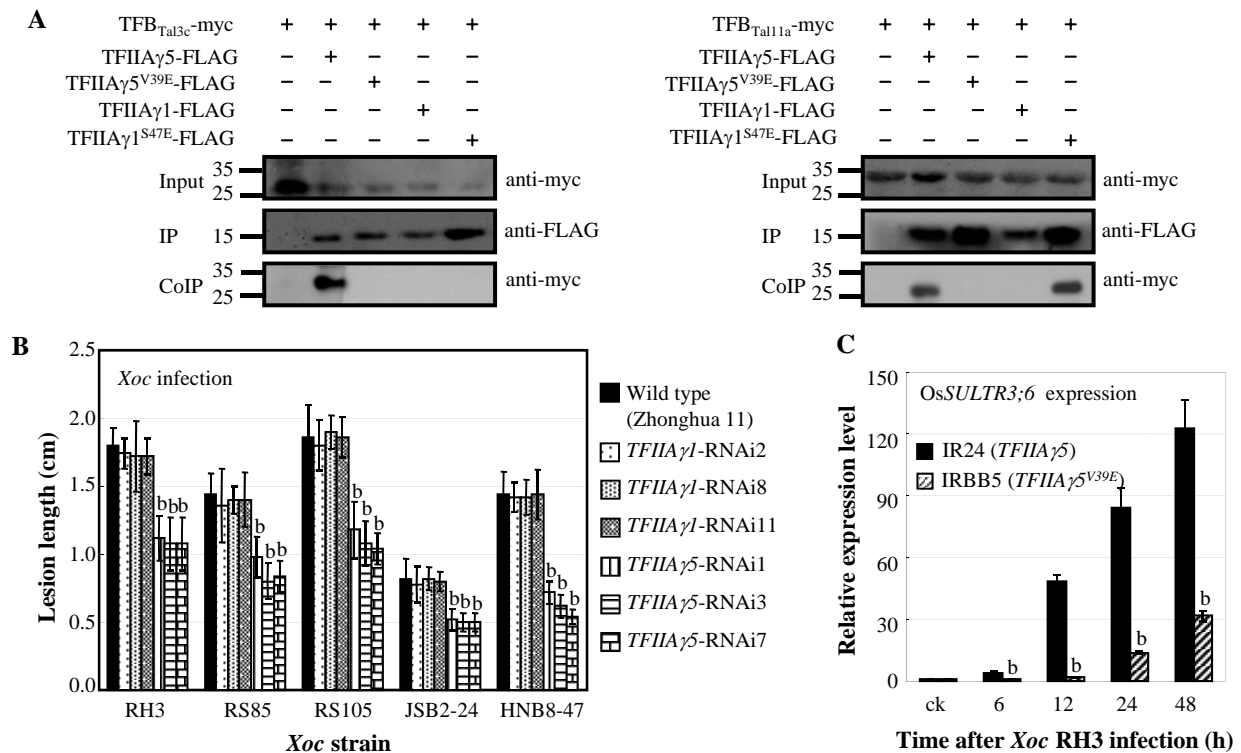 A
TFB_Tal3c-myc + + + + +
TFIIAγ5-FLAG − + − − −
TFIIAγ5^V39E-FLAG − − + − −
TFIIAγ1-FLAG − − − + −
TFIIAγ1^S47E-FLAG − − − − +
Input 35 25 anti-myc
IP 15 anti-FLAG
CoIP 35 25 anti-myc
TFB_Tal11a-myc + + + + +
TFIIAγ5-FLAG − + − − −
TFIIAγ5^V39E-FLAG − − + − −
TFIIAγ1-FLAG − − − + −
TFIIAγ1^S47E-FLAG − − − − +
Input 35 25 anti-myc
IP 15 anti-FLAG
CoIP 35 25 anti-myc
B
Xoc infection
Lesion length (cm)
2.5
2.0
1.5
1.0
0.5
0.0
b b b
b b b
b b b
b b b
b b b
RH3 RS85 RS105 JSB2-24 HNB8-47
Xoc strain
Wild type
(Zhonghua 11)
TFIIAγ1-RNAi2
TFIIAγ1-RNAi8
TFIIAγ1-RNAi11
TFIIAγ5-RNAi1
TFIIAγ5-RNAi3
TFIIAγ5-RNAi7
C
OsSULTR3;6 expression
IR24 (TFIIAγ5)
IRBB5 (TFIIAγ5^V39E)
Relative expression level
150
120
90
60
30
0
b b b b
ck 6 12 24 48
Time after Xoc RH3 infection (h)